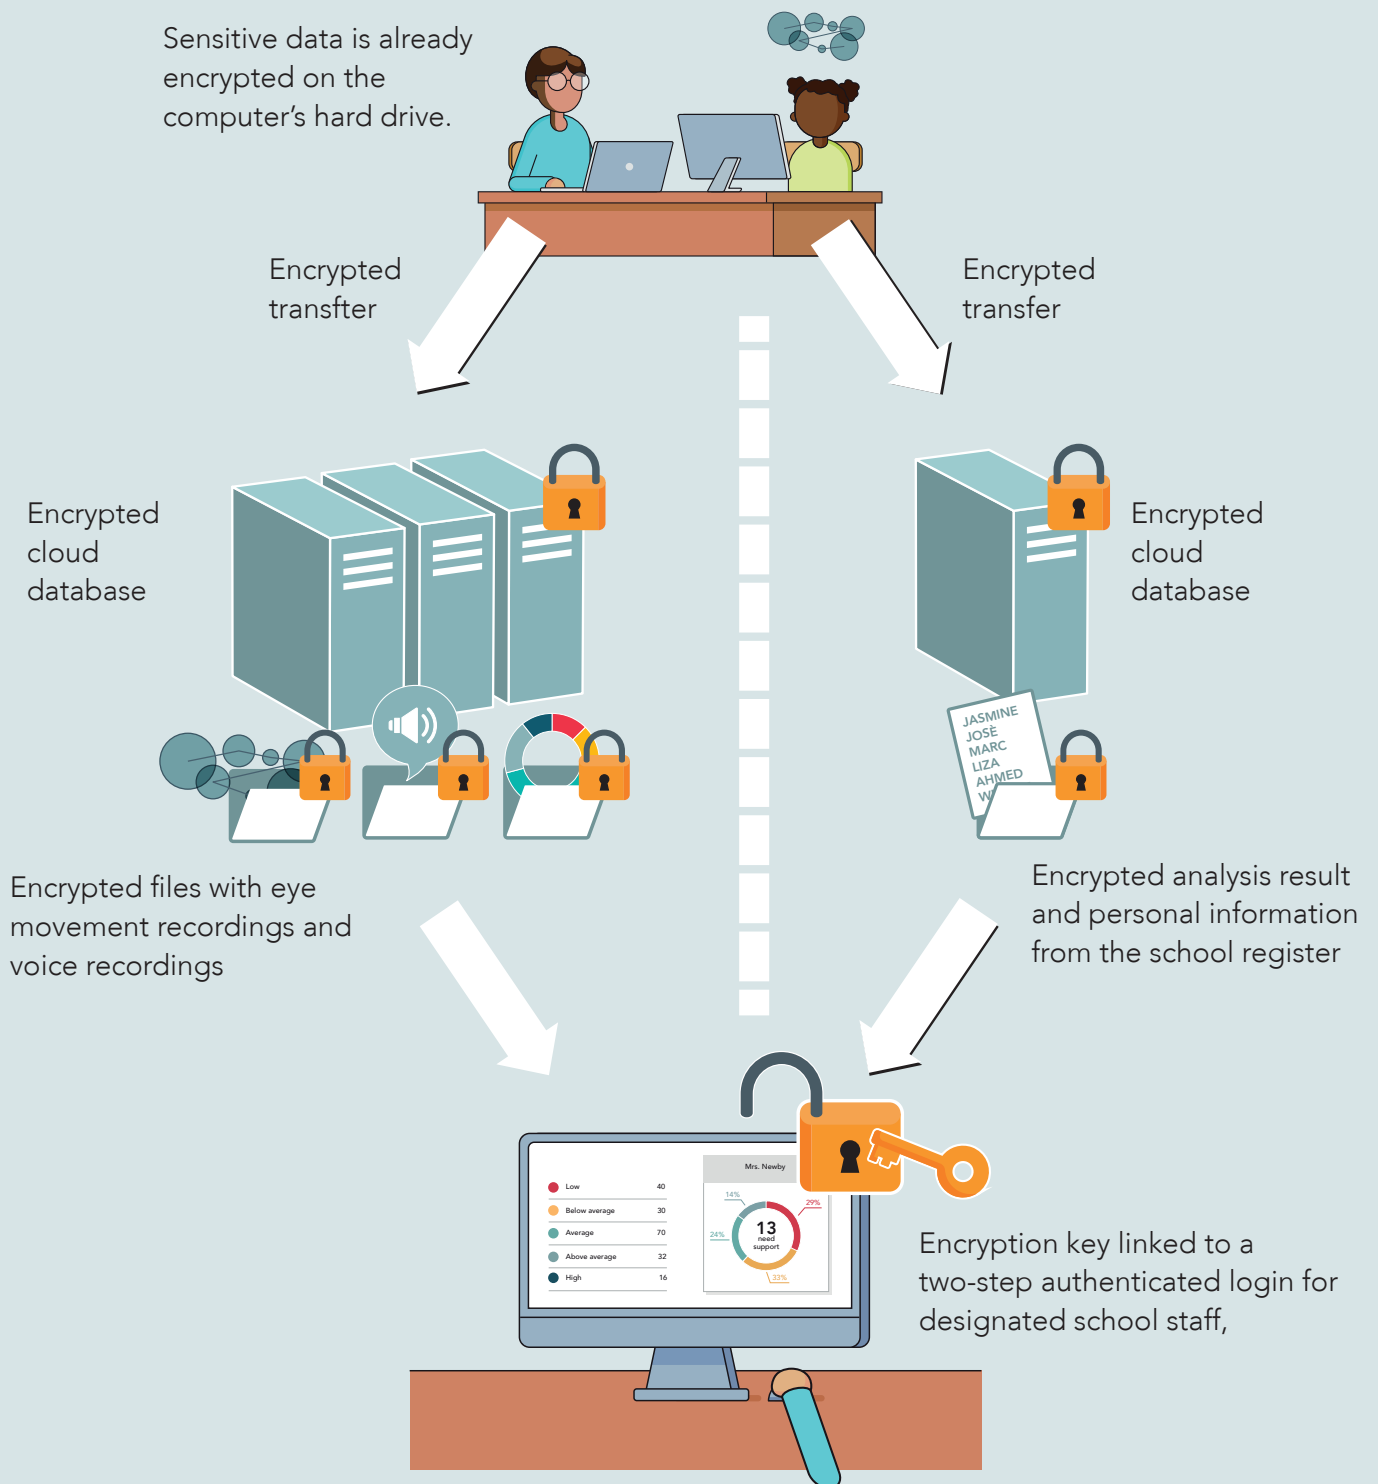 Sensitive data is already
encrypted on the
computer’s hard drive.
Encrypted
transfter
Encrypted
transfer
Encrypted
cloud
database
Encrypted
cloud
database
JASMINE
JOSÈ
MARC
LIZA
AHMED
Encrypted files with eye
movement recordings and
voice recordings
Encrypted analysis result
and personal information
from the school register
Low 40
Below average 30
Average 70
Above average 32
High 16
Mrs. Newby
14%
29%
24%
33%
13
need
support
Encryption key linked to a
two-step authenticated login for
designated school staff,